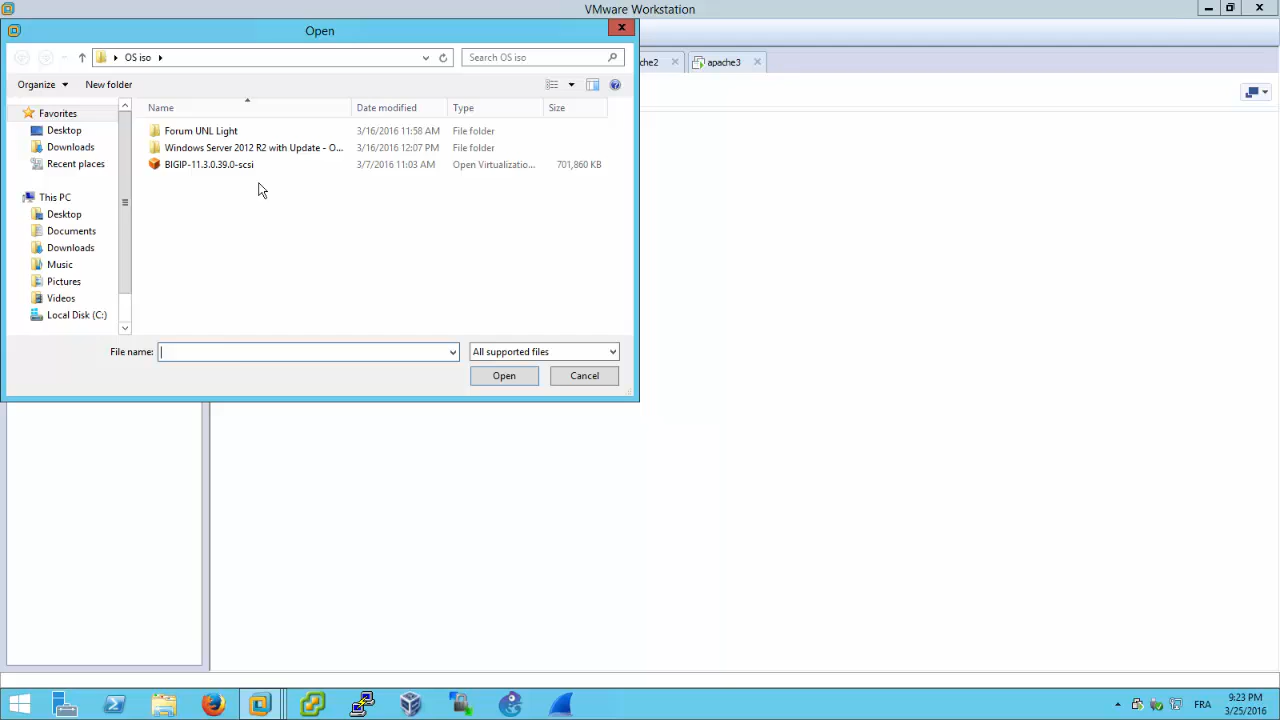 VMware Workstation
Open
OS iso
Search OS iso
che2
apache3
Organize
New folder
Name
Date modified
Type
Size
Favorites
Desktop
Downloads
Recent places
This PC
Desktop
Documents
Downloads
Music
Pictures
Videos
Local Disk (C:)
Forum UNL Light 3/16/2016 11:58 AM File folder
Windows Server 2012 R2 with Update - O... 3/16/2016 12:07 PM File folder
BIGIP-11.3.0.39.0-scsi 3/7/2016 11:03 AM Open Virtualizatio... 701,860 KB
File name:
All supported files
Open
Cancel
FRA
9:23 PM
3/25/2016